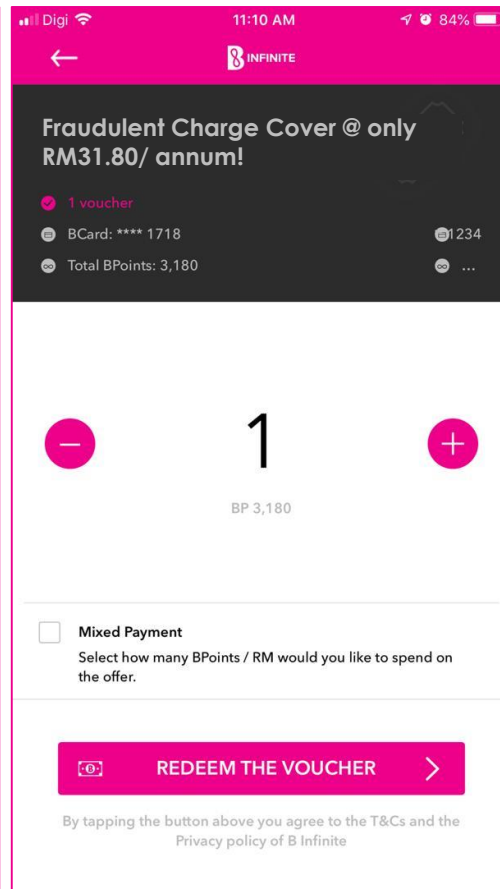 Digi 11:10 AM 84%
B INFINITE
Fraudulent Charge Cover @ only
RM31.80/ annum!
1 voucher
BCard: **** 1718 1234
Total BPoints: 3,180 ...
1
BP 3,180
Mixed Payment
Select how many BPoints / RM would you like to spend on
the offer.
REDEEM THE VOUCHER
By tapping the button above you agree to the T&Cs and the
Privacy policy of B Infinite